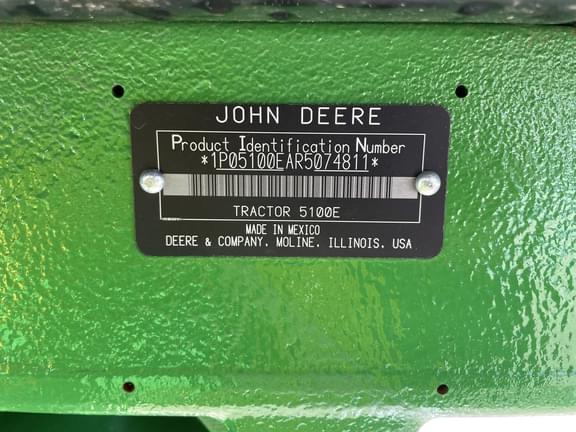 JOHN DEERE
Product Identification Number
*1P05100EAR5074811*
TRACTOR 5100E
MADE IN MEXICO
DEERE & COMPANY, MOLINE, ILLINOIS, USA